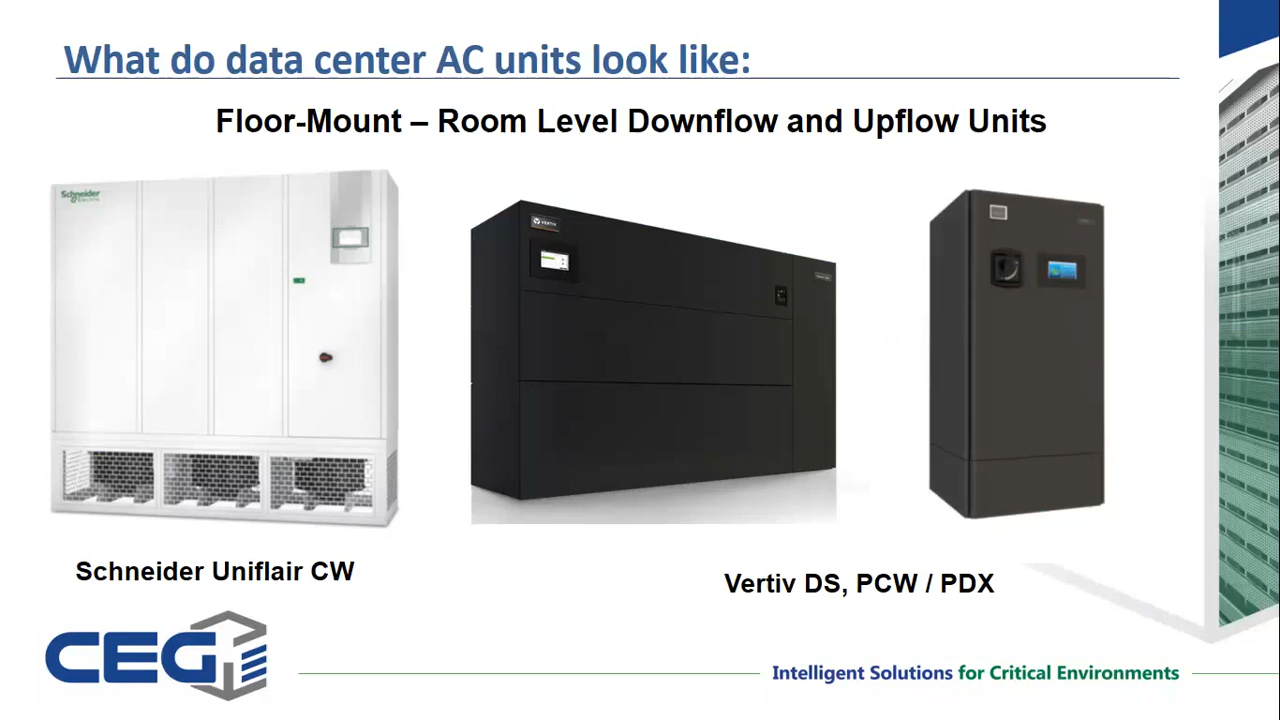 What do data center AC units look like:
Floor-Mount – Room Level Downflow and Upflow Units
Schneider
Electric
VERTIV
Schneider Uniflair CW
Vertiv DS, PCW / PDX
CEG
Intelligent Solutions for Critical Environments